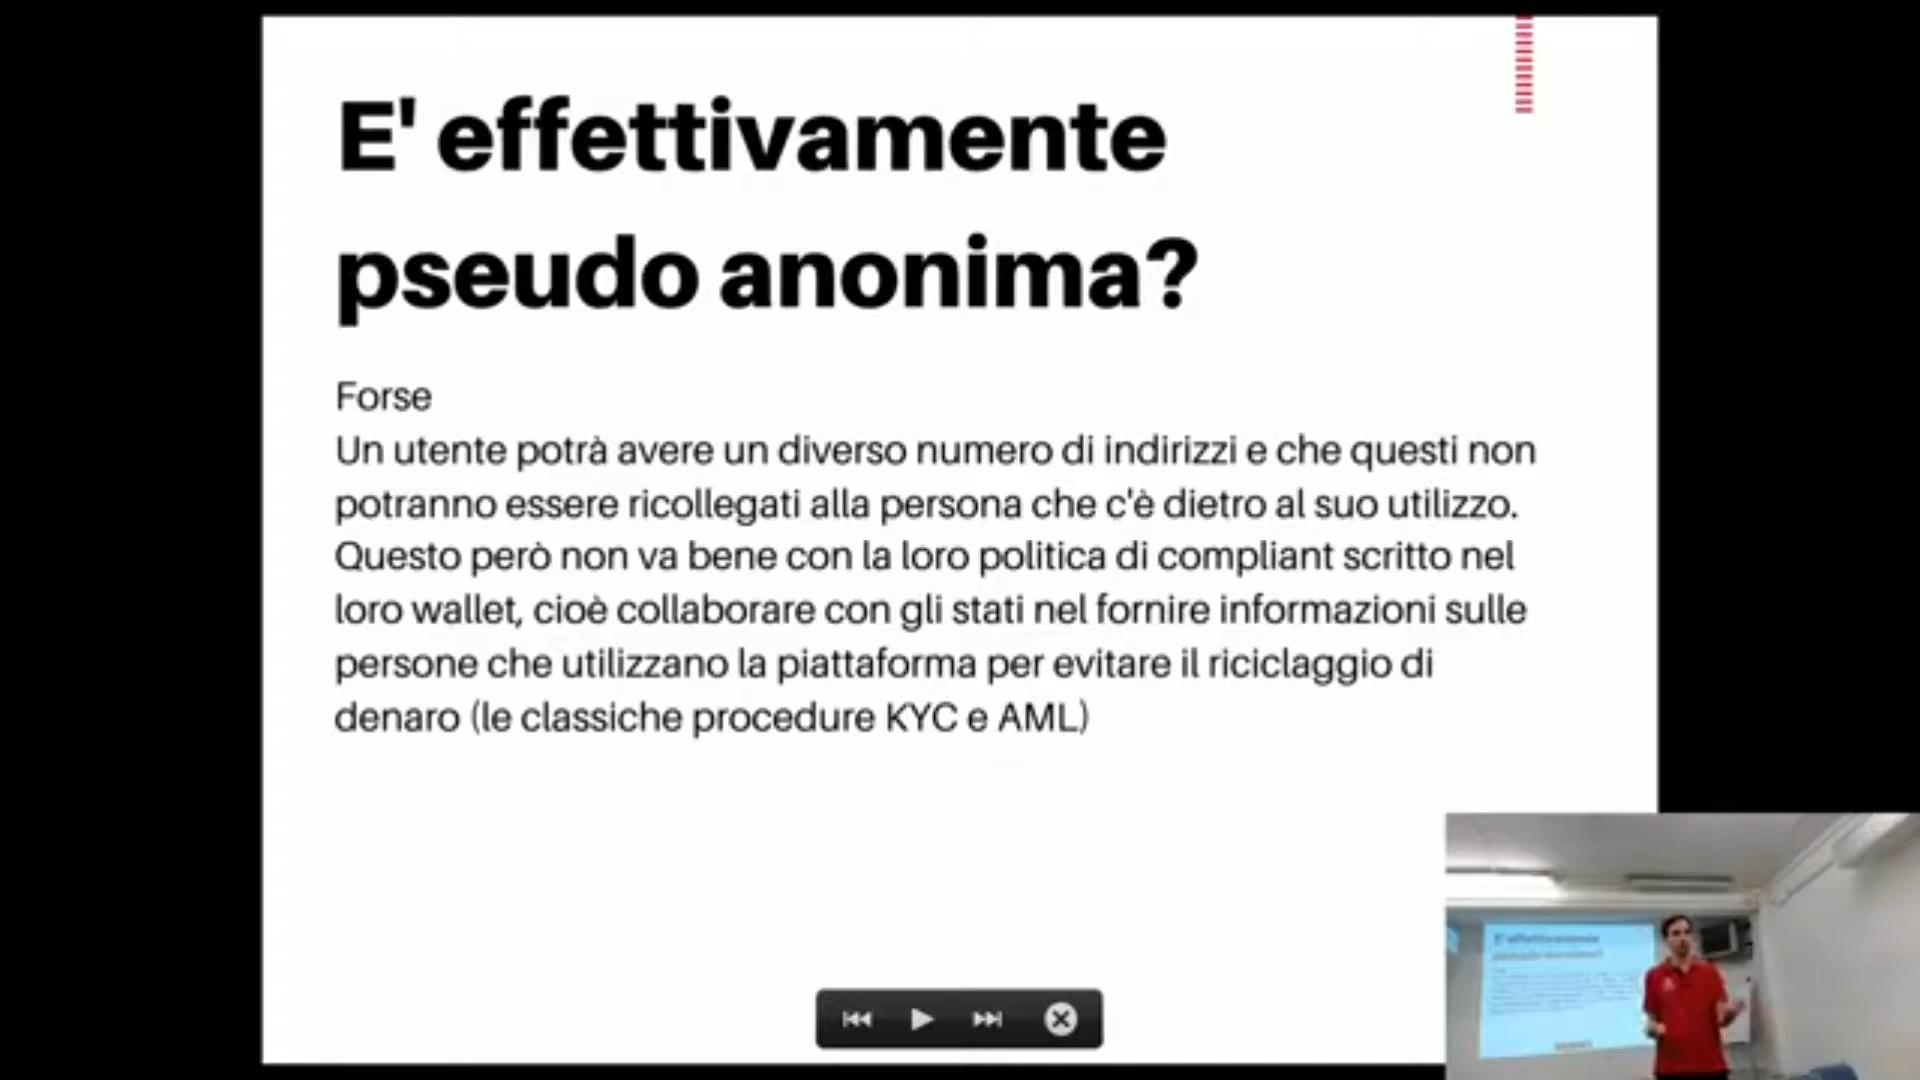 E' effettivamente
pseudo anonima?
Forse
Un utente potrà avere un diverso numero di indirizzi e che questi non
potranno essere ricollegati alla persona che c'è dietro al suo utilizzo.
Questo però non va bene con la loro politica di compliant scritto nel
loro wallet, cioè collaborare con gli stati nel fornire informazioni sulle
persone che utilizzano la piattaforma per evitare il riciclaggio di
denaro (le classiche procedure KYC e AML)
E' effettivamente
pseudo anonima?